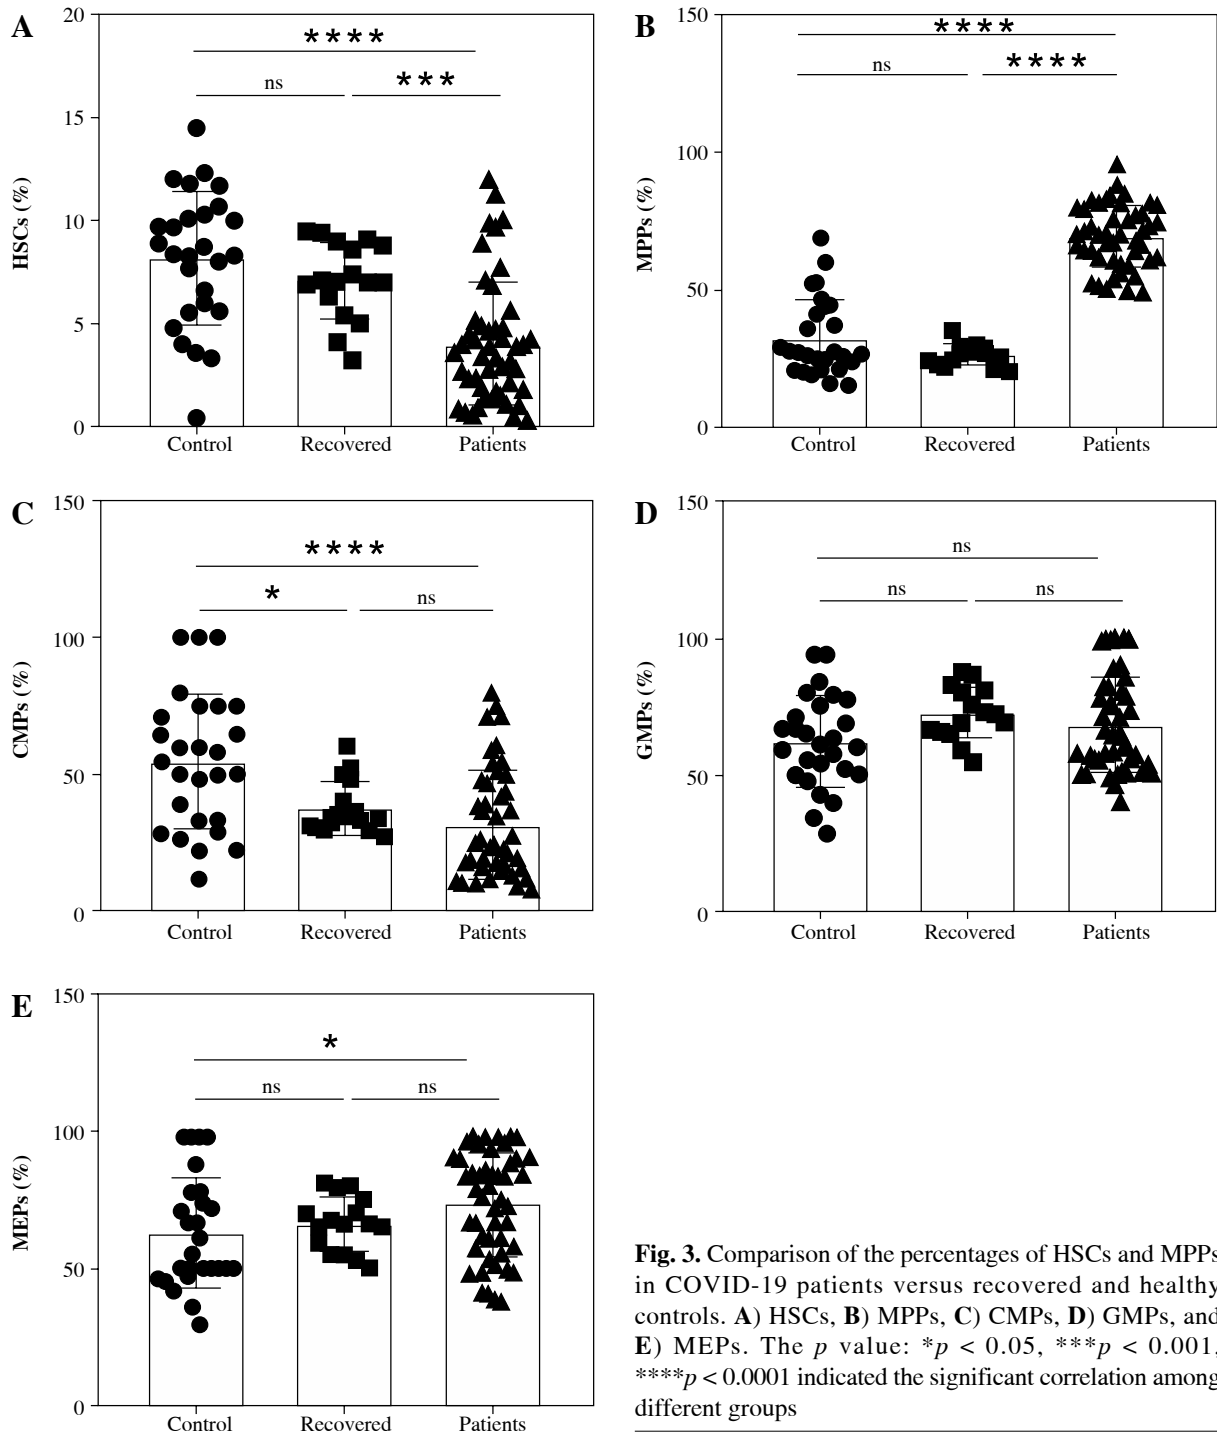 A
20
15
10
5
0
HSCs (%)
****
ns
***
Control
Recovered
Patients
B
150
100
50
0
MPPs (%)
****
ns
****
Control
Recovered
Patients
C
150
100
50
0
CMPs (%)
****
*
ns
Control
Recovered
Patients
D
150
100
50
0
GMPs (%)
ns
ns
ns
Control
Recovered
Patients
E
150
100
50
0
MEPs (%)
*
ns
ns
Control
Recovered
Patients
Fig. 3. Comparison of the percentages of HSCs and MPPs
in COVID-19 patients versus recovered and healthy
controls. A) HSCs, B) MPPs, C) CMPs, D) GMPs, and
E) MEPs. The p value: *p < 0.05, ***p < 0.001,
****p < 0.0001 indicated the significant correlation among
different groups